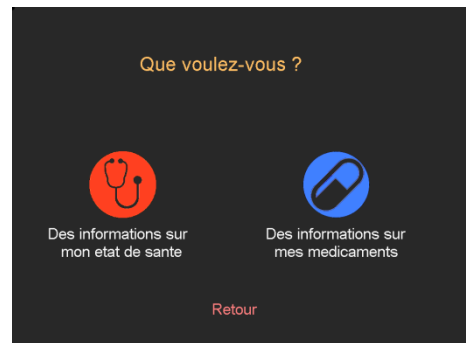 Que voulez-vous ?
Des informations sur
mon etat de sante
Des informations sur
mes medicaments
Retour